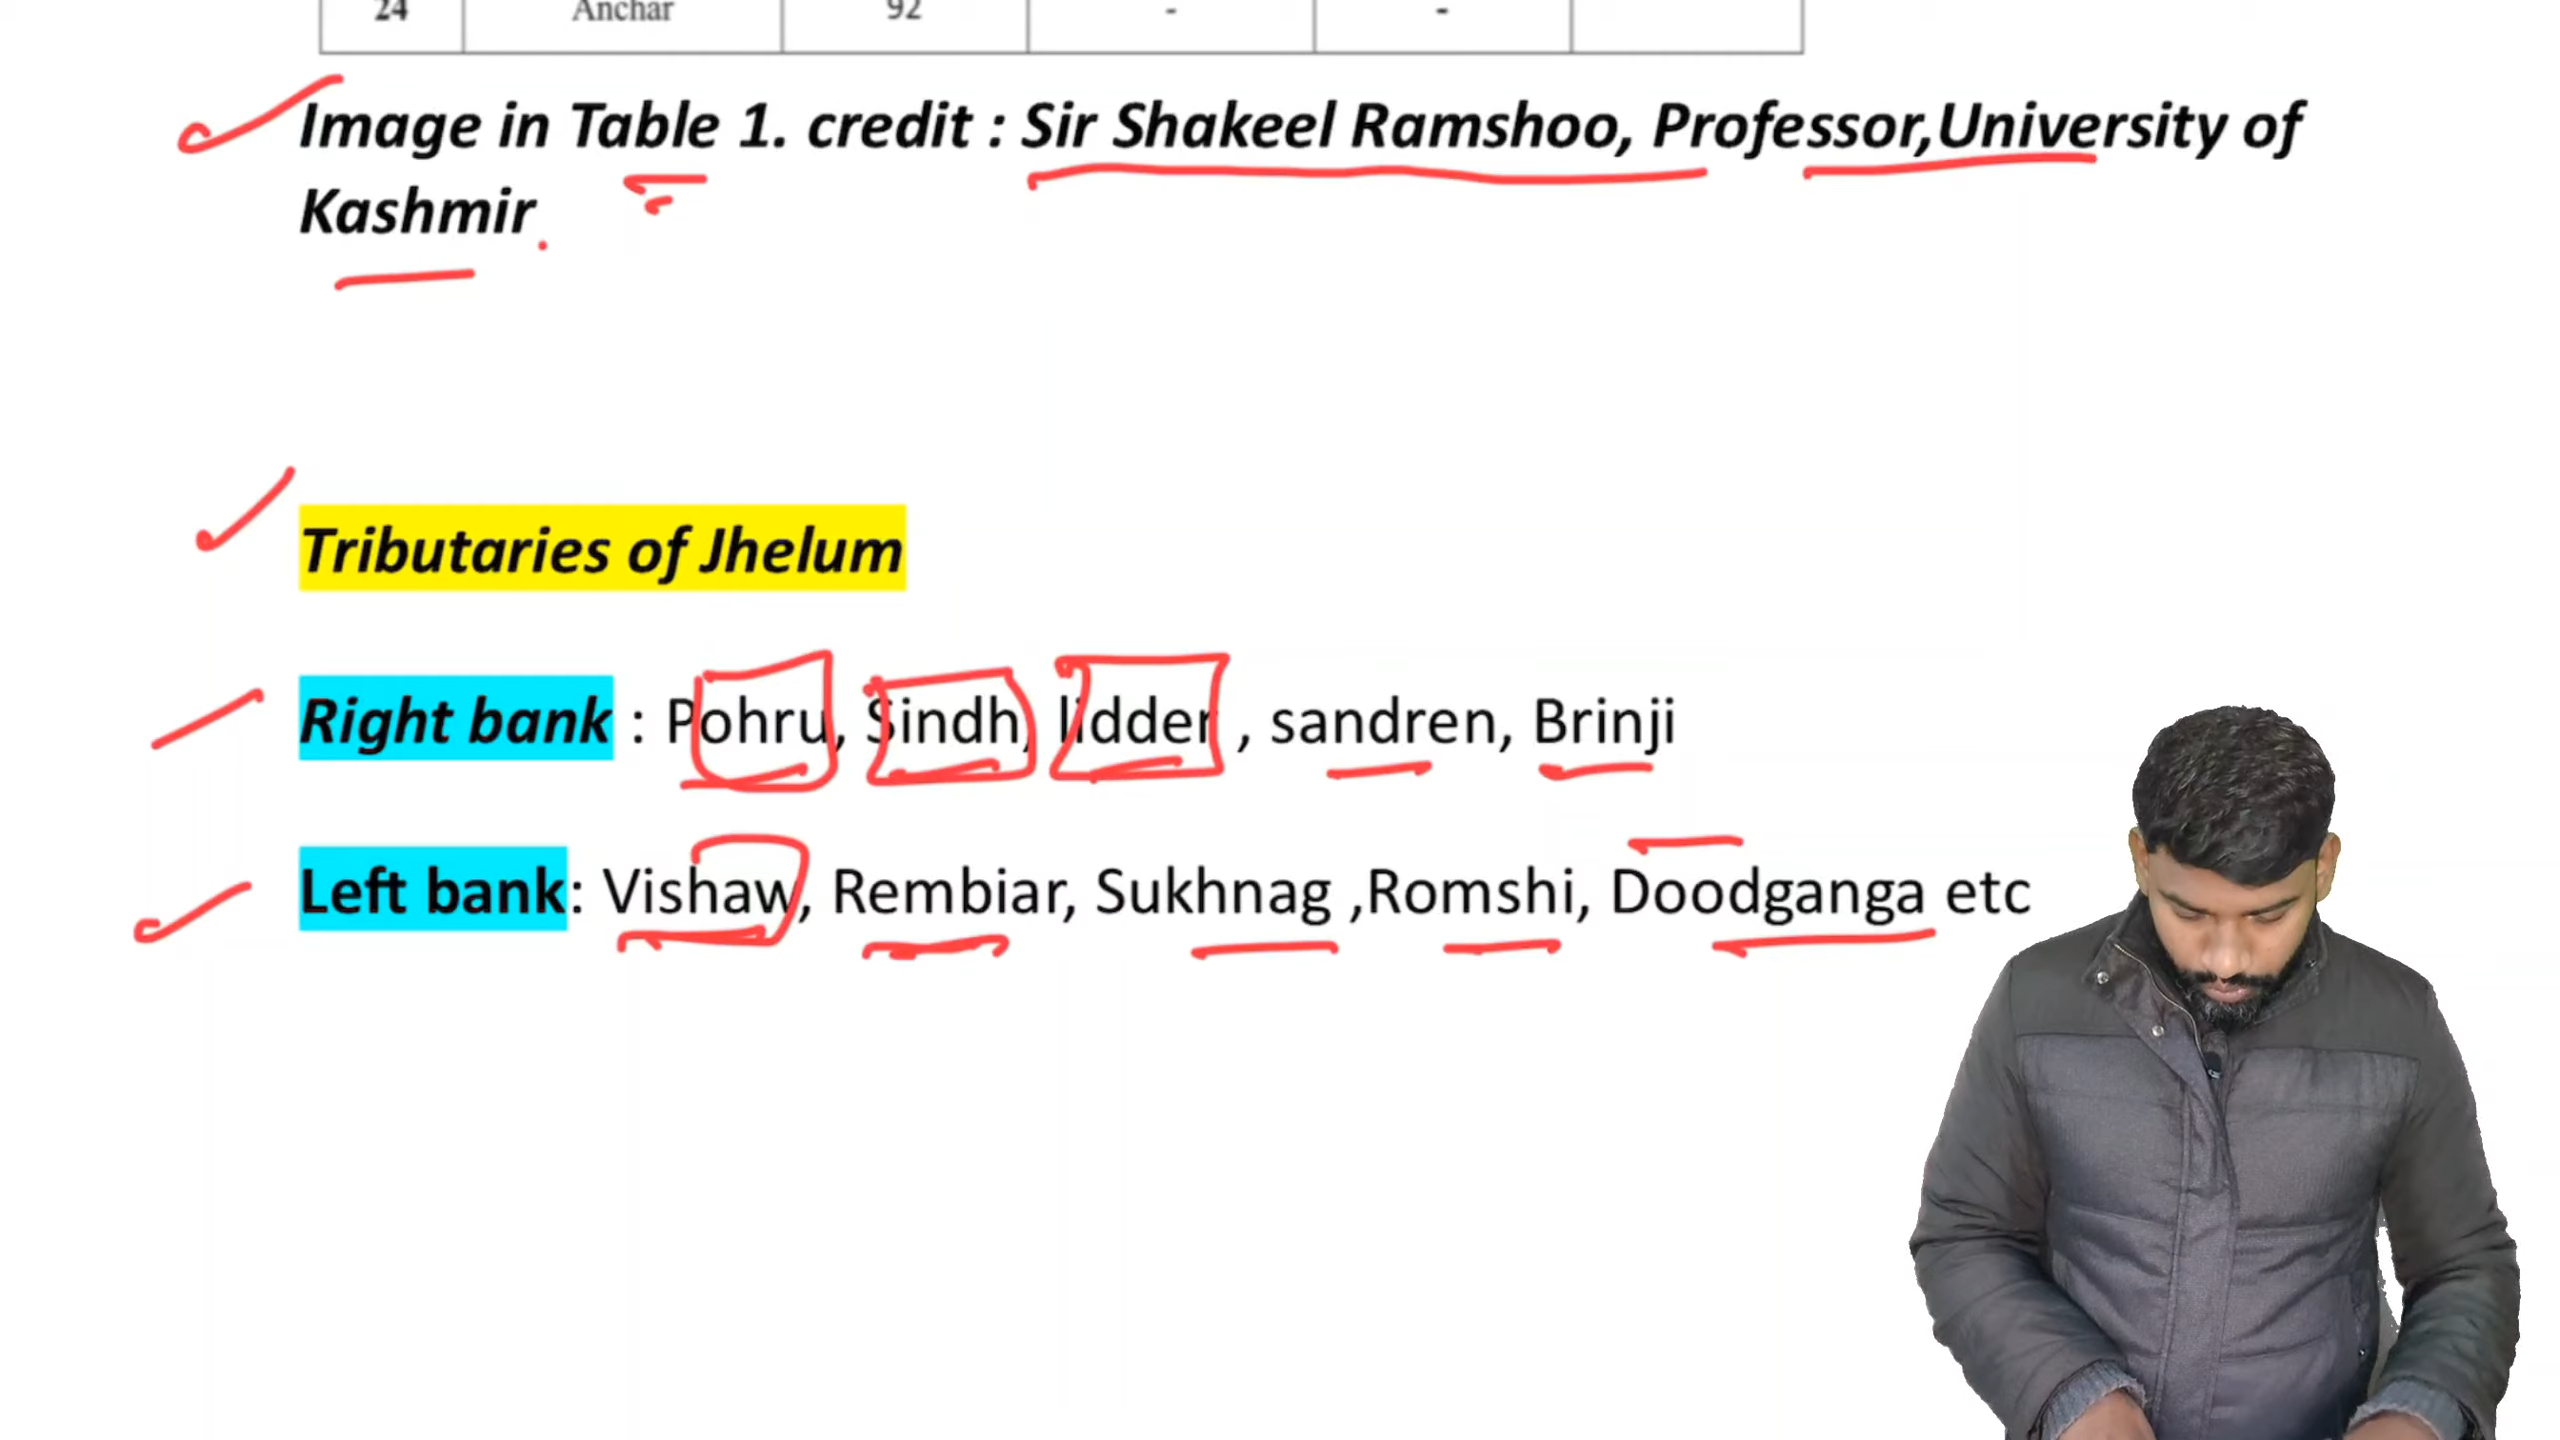 24 Anchar 92 - -
Image in Table 1. credit : Sir Shakeel Ramshoo, Professor,University of
Kashmir
Tributaries of Jhelum
Right bank : Pohru, Sindh, lidder , sandren, Brinji
Left bank: Vishaw, Rembiar, Sukhnag ,Romshi, Doodganga etc